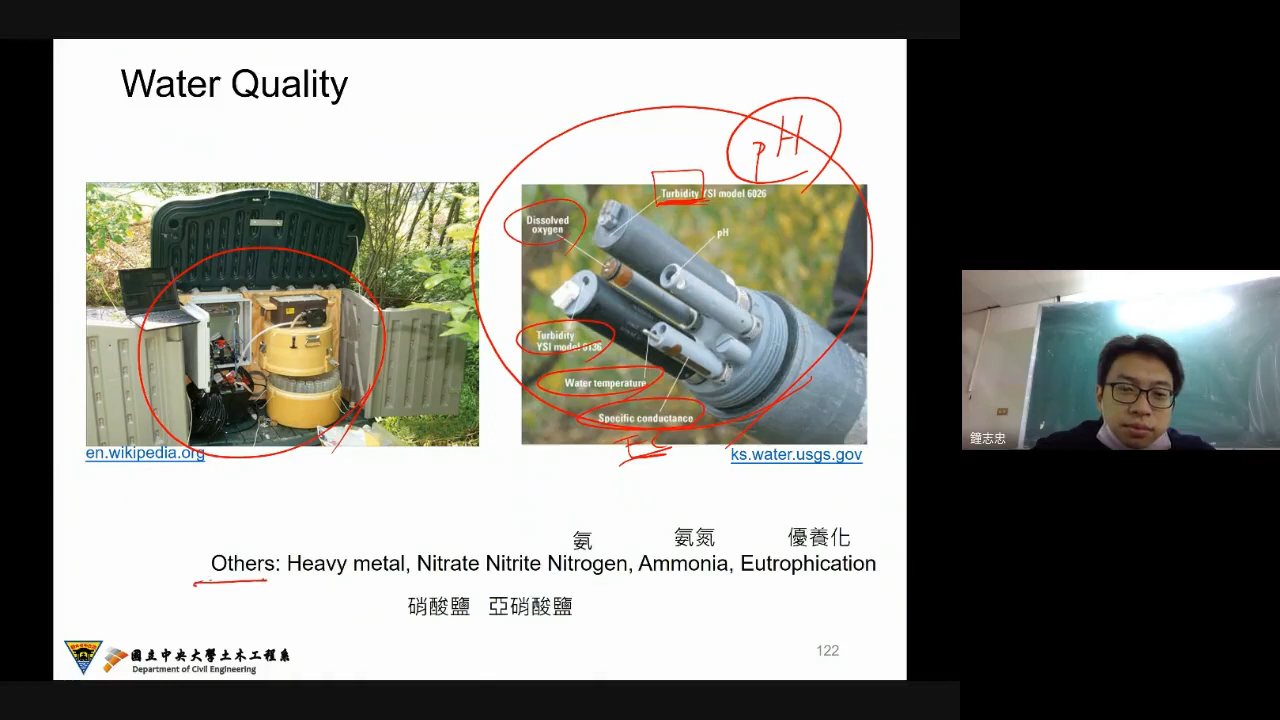 Water Quality
pH
Turbidity YSI model 6026
Dissolved
oxygen
pH
Turbidity
YSI model 6136
Water temperature
Specific conductance
en.wikipedia.org
ks.water.usgs.gov
氨 氨氮 優養化
Others: Heavy metal, Nitrate Nitrite Nitrogen, Ammonia, Eutrophication
硝酸鹽 亞硝酸鹽
國立中央大學土木工程系
Department of Civil Engineering
122
鐘志忠